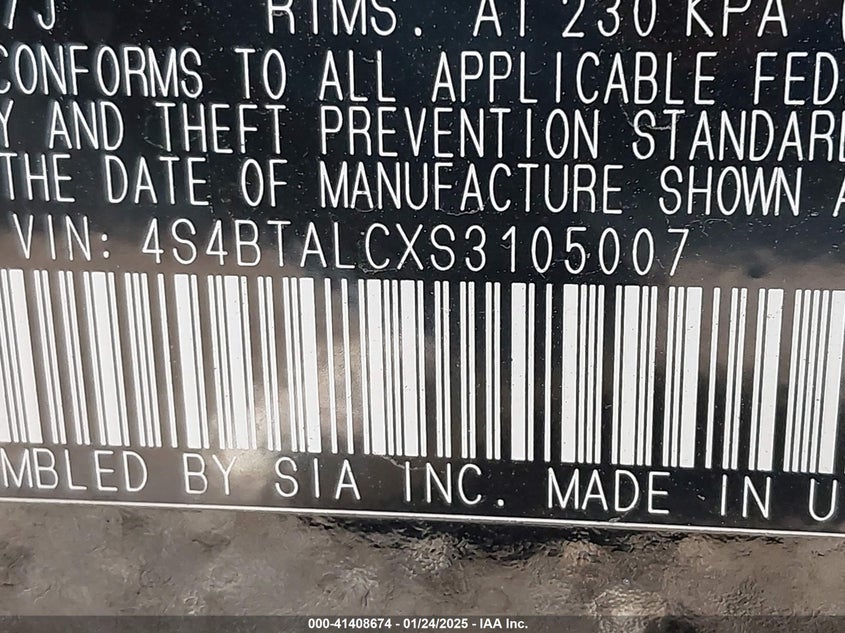 RIMS. AT 230 KPA
CONFORMS TO ALL APPLICABLE FED
Y AND THEFT PREVENTION STANDARD
THE DATE OF MANUFACTURE SHOWN A
VIN: 4S4BTALCXS3105007
MBLED BY SIA INC. MADE IN U
000-41408674 — 01/24/2025 — IAA Inc.